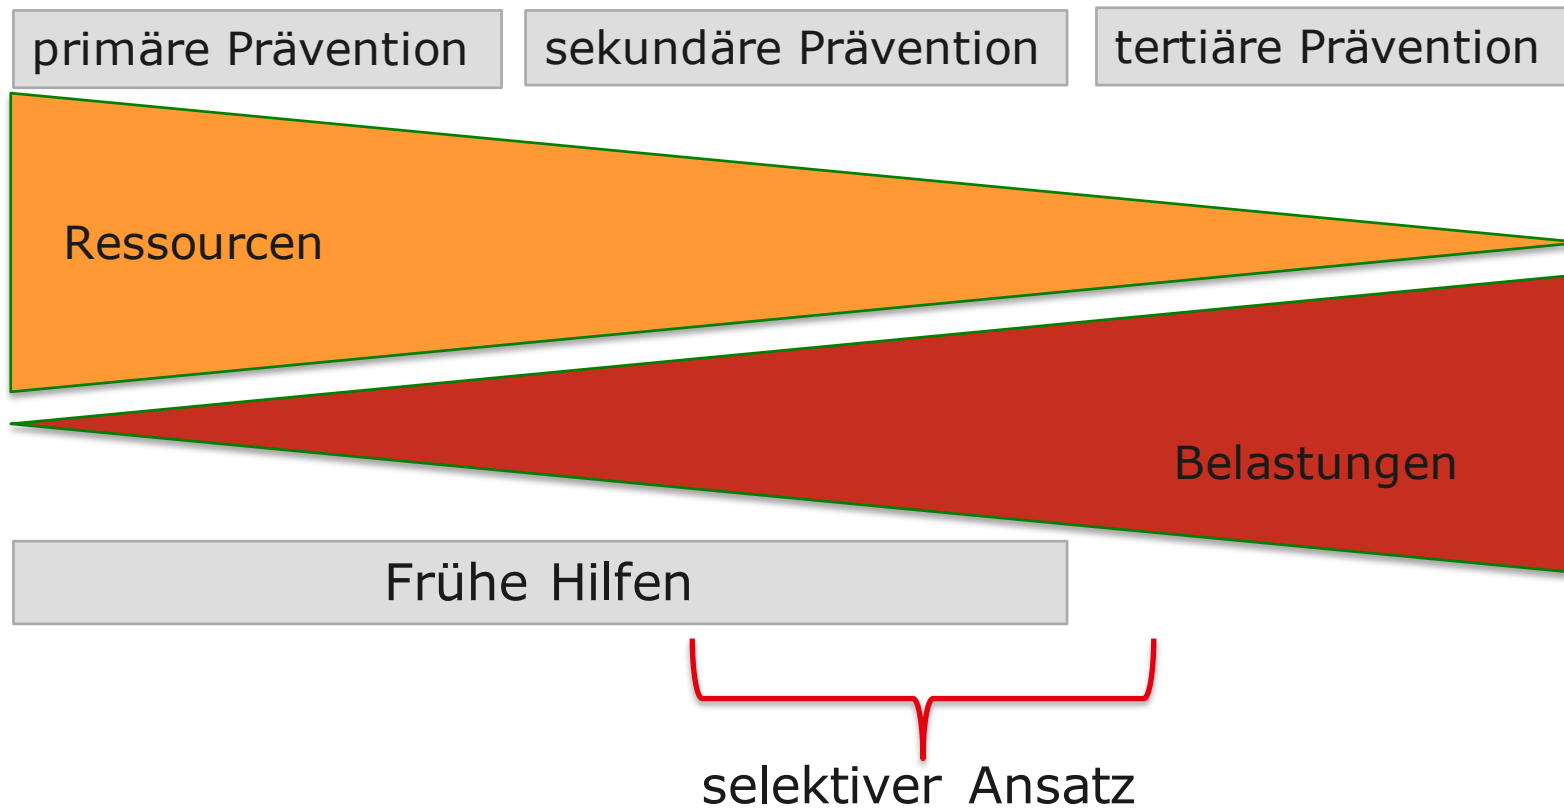 primäre Prävention
sekundäre Prävention
tertiäre Prävention
Ressourcen
Belastungen
Frühe Hilfen
selektiver Ansatz